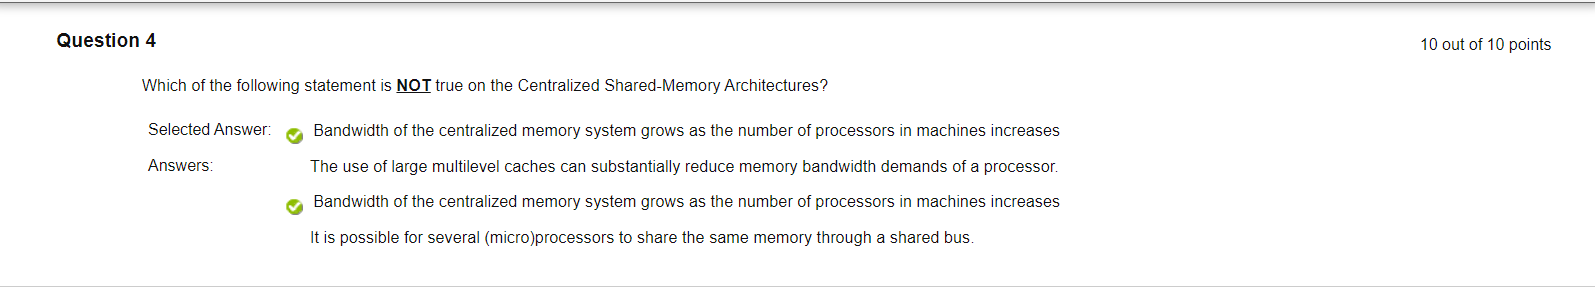 Question 4
10 out of 10 points
Which of the following statement is NOT true on the Centralized Shared-Memory Architectures?
Selected Answer: Bandwidth of the centralized memory system grows as the number of processors in machines increases
Answers: The use of large multilevel caches can substantially reduce memory bandwidth demands of a processor.
Bandwidth of the centralized memory system grows as the number of processors in machines increases
It is possible for several (micro)processors to share the same memory through a shared bus.